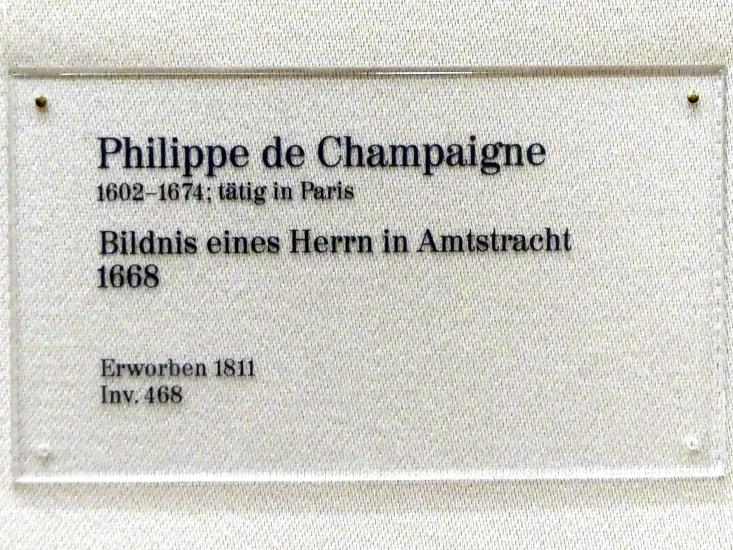 Philippe de Champaigne
1602–1674; tätig in Paris
Bildnis eines Herrn in Amtstracht
1668
Erworben 1811
Inv. 468